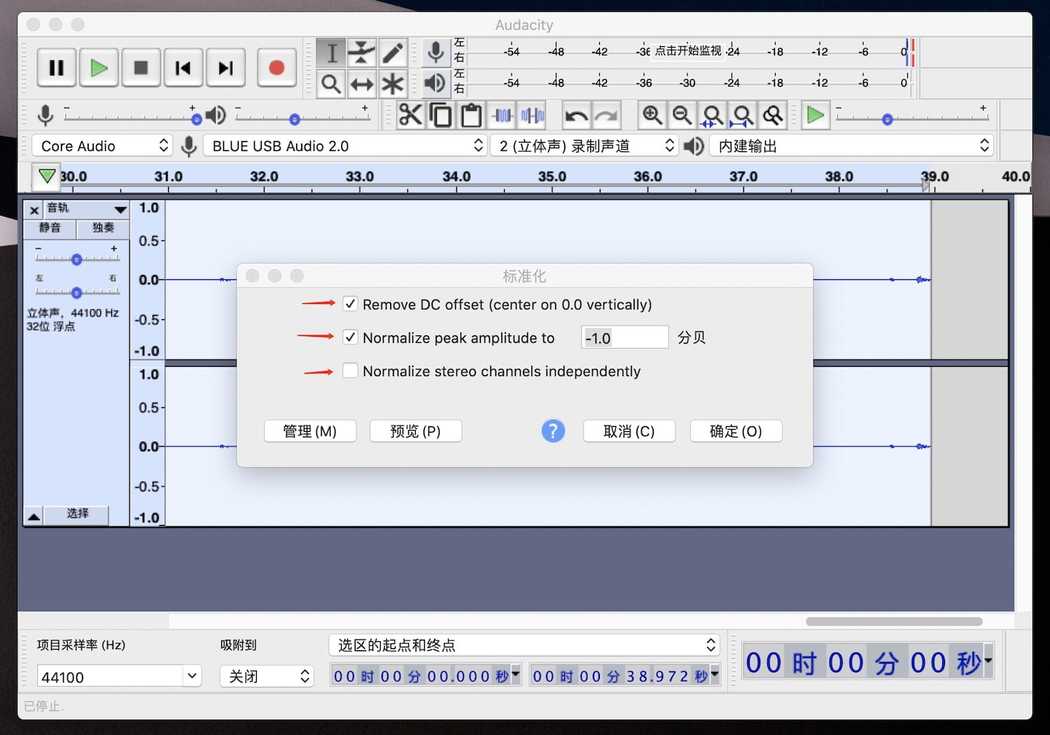 Audacity
左 -54 -48 -42 -36 点击开始监视 -24 -18 -12 -6 0
右
左 -54 -48 -42 -36 -30 -24 -18 -12 -6 0
右
- + - + - +
Core Audio BLUE USB Audio 2.0 2 (立体声) 录制声道 内建输出
30.0 31.0 32.0 33.0 34.0 35.0 36.0 37.0 38.0 39.0 40.0
音轨 1.0
静音 独奏
0.5
- +
左 右 0.0
立体声，44100 Hz
32位 浮点
-0.5
-1.0
标准化
Remove DC offset (center on 0.0 vertically)
Normalize peak amplitude to -1.0 分贝
Normalize stereo channels independently
管理 (M) 预览 (P) ? 取消 (C) 确定 (O)
1.0
0.5
0.0
-0.5
选择 -1.0
项目采样率 (Hz) 吸附到 选区的起点和终点
44100 关闭 00 时 00 分 00.000 秒 00 时 00 分 38.972 秒 00 时 00 分 00 秒
已停止.